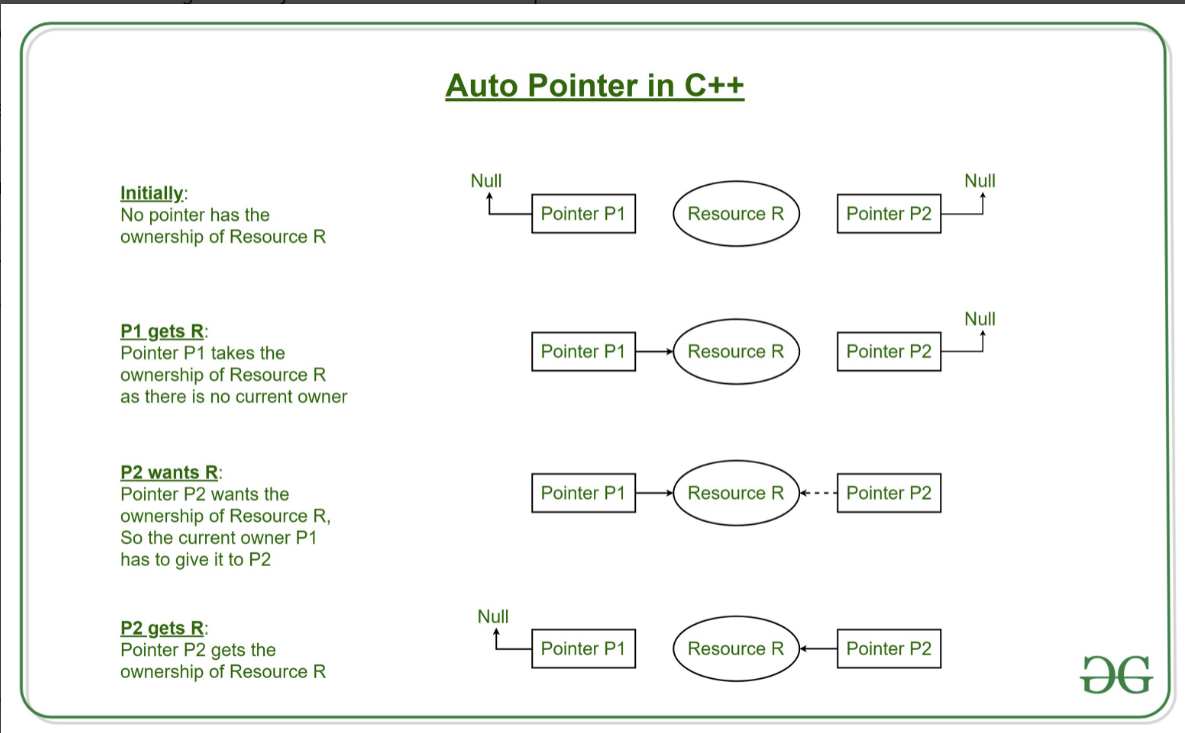 Auto Pointer in C++
Initially:
No pointer has the
ownership of Resource R
Null
Pointer P1
Resource R
Pointer P2
Null
P1 gets R:
Pointer P1 takes the
ownership of Resource R
as there is no current owner
Pointer P1
Resource R
Pointer P2
Null
P2 wants R:
Pointer P2 wants the
ownership of Resource R,
So the current owner P1
has to give it to P2
Pointer P1
Resource R
Pointer P2
P2 gets R:
Pointer P2 gets the
ownership of Resource R
Null
Pointer P1
Resource R
Pointer P2